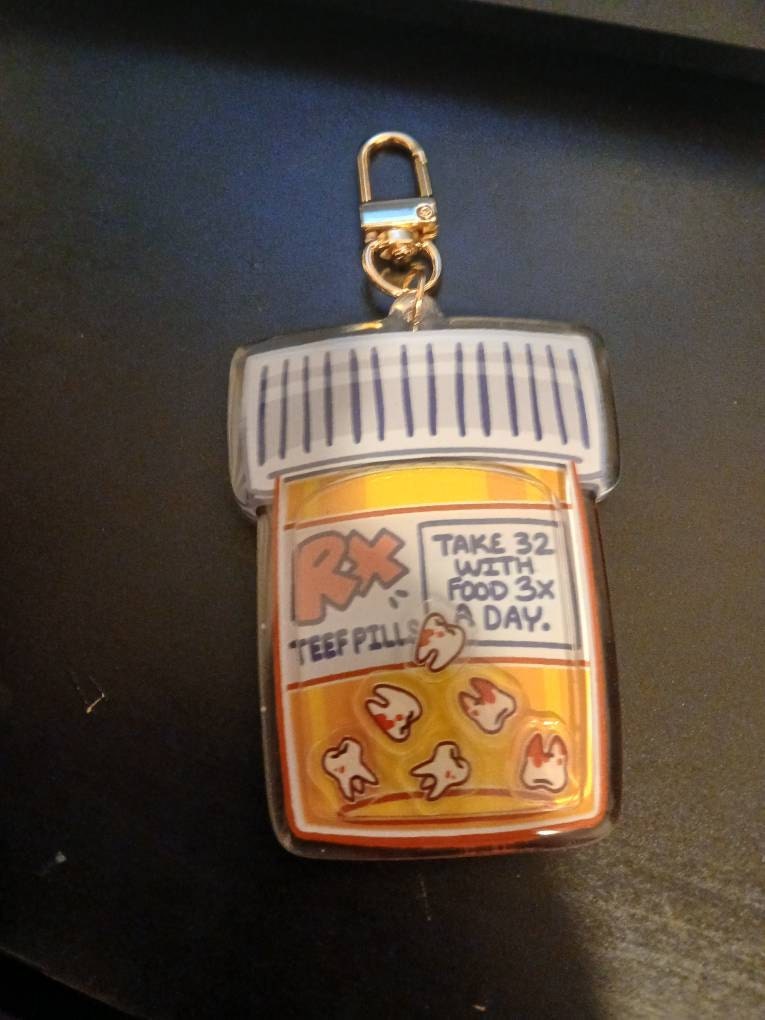 Rx
TEEF PILLS
TAKE 32
WITH
FOOD 3x
A DAY.